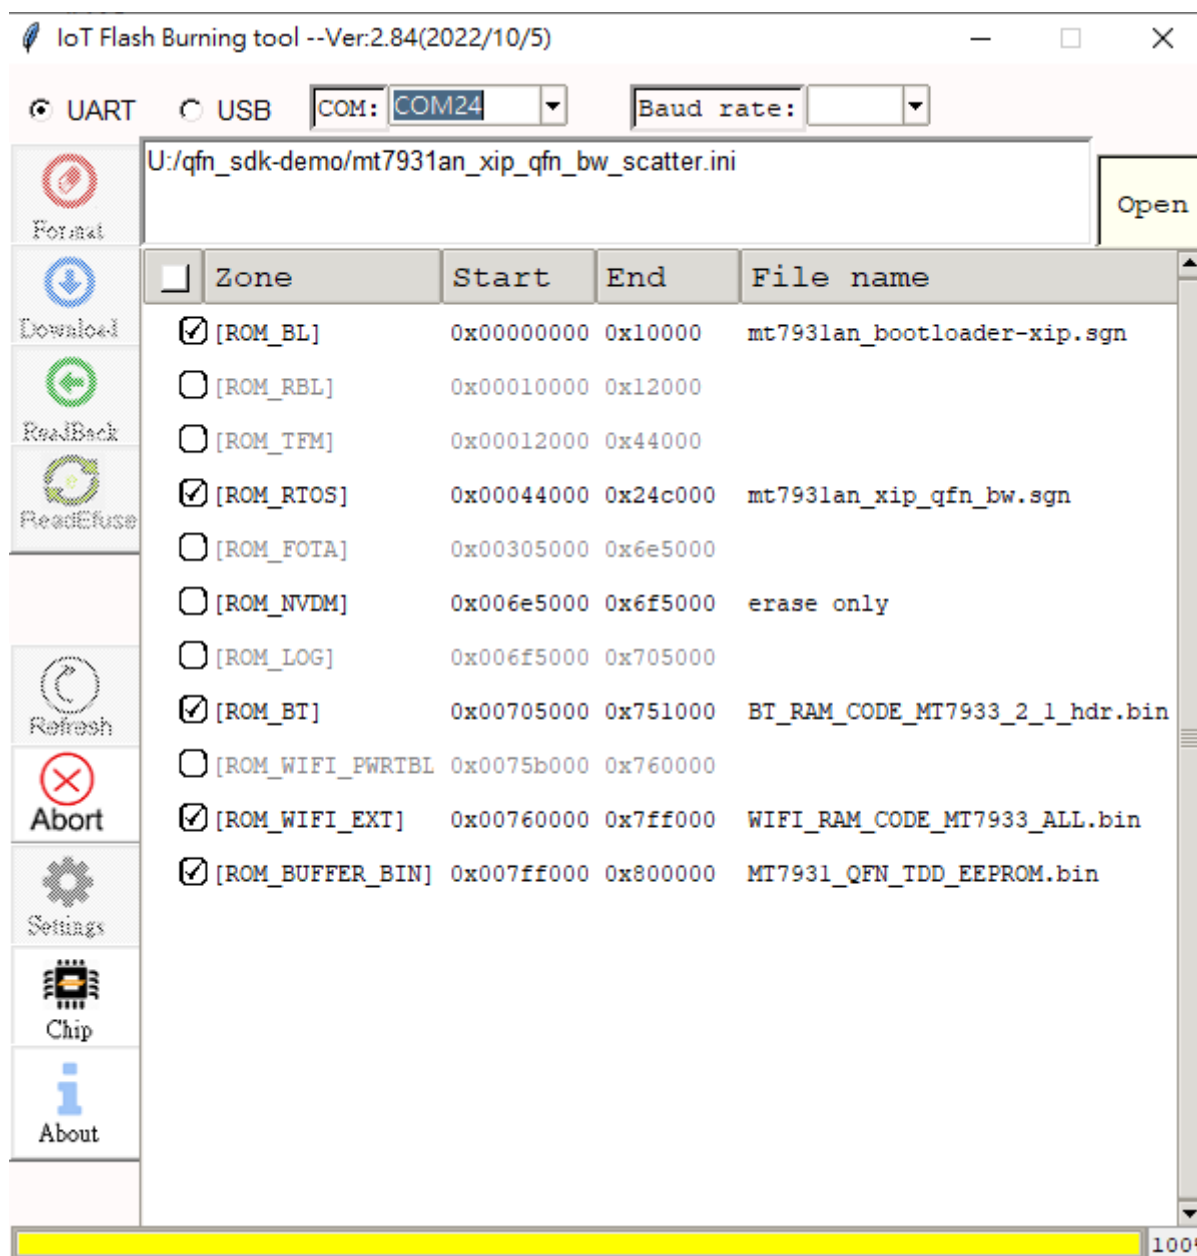 IoT Flash Burning tool --Ver:2.84(2022/10/5)
UART USB COM: COM24 Baud rate:
U:/qfn_sdk-demo/mt7931an_xip_qfn_bw_scatter.ini
Open
Format
Download
ReadBack
ReadEfuse
Refresh
Abort
Settings
Chip
About
Zone Start End File name
[ROM_BL] 0x00000000 0x10000 mt7931an_bootloader-xip.sgn
[ROM_RBL] 0x00010000 0x12000
[ROM_TFM] 0x00012000 0x44000
[ROM_RTOS] 0x00044000 0x24c000 mt7931an_xip_qfn_bw.sgn
[ROM_FOTA] 0x00305000 0x6e5000
[ROM_NVDM] 0x006e5000 0x6f5000 erase only
[ROM_LOG] 0x006f5000 0x705000
[ROM_BT] 0x00705000 0x751000 BT_RAM_CODE_MT7933_2_1_hdr.bin
[ROM_WIFI_PWRTBL 0x0075b000 0x760000
[ROM_WIFI_EXT] 0x00760000 0x7ff000 WIFI_RAM_CODE_MT7933_ALL.bin
[ROM_BUFFER_BIN] 0x007ff000 0x800000 MT7931_QFN_TDD_EEPROM.bin
100%